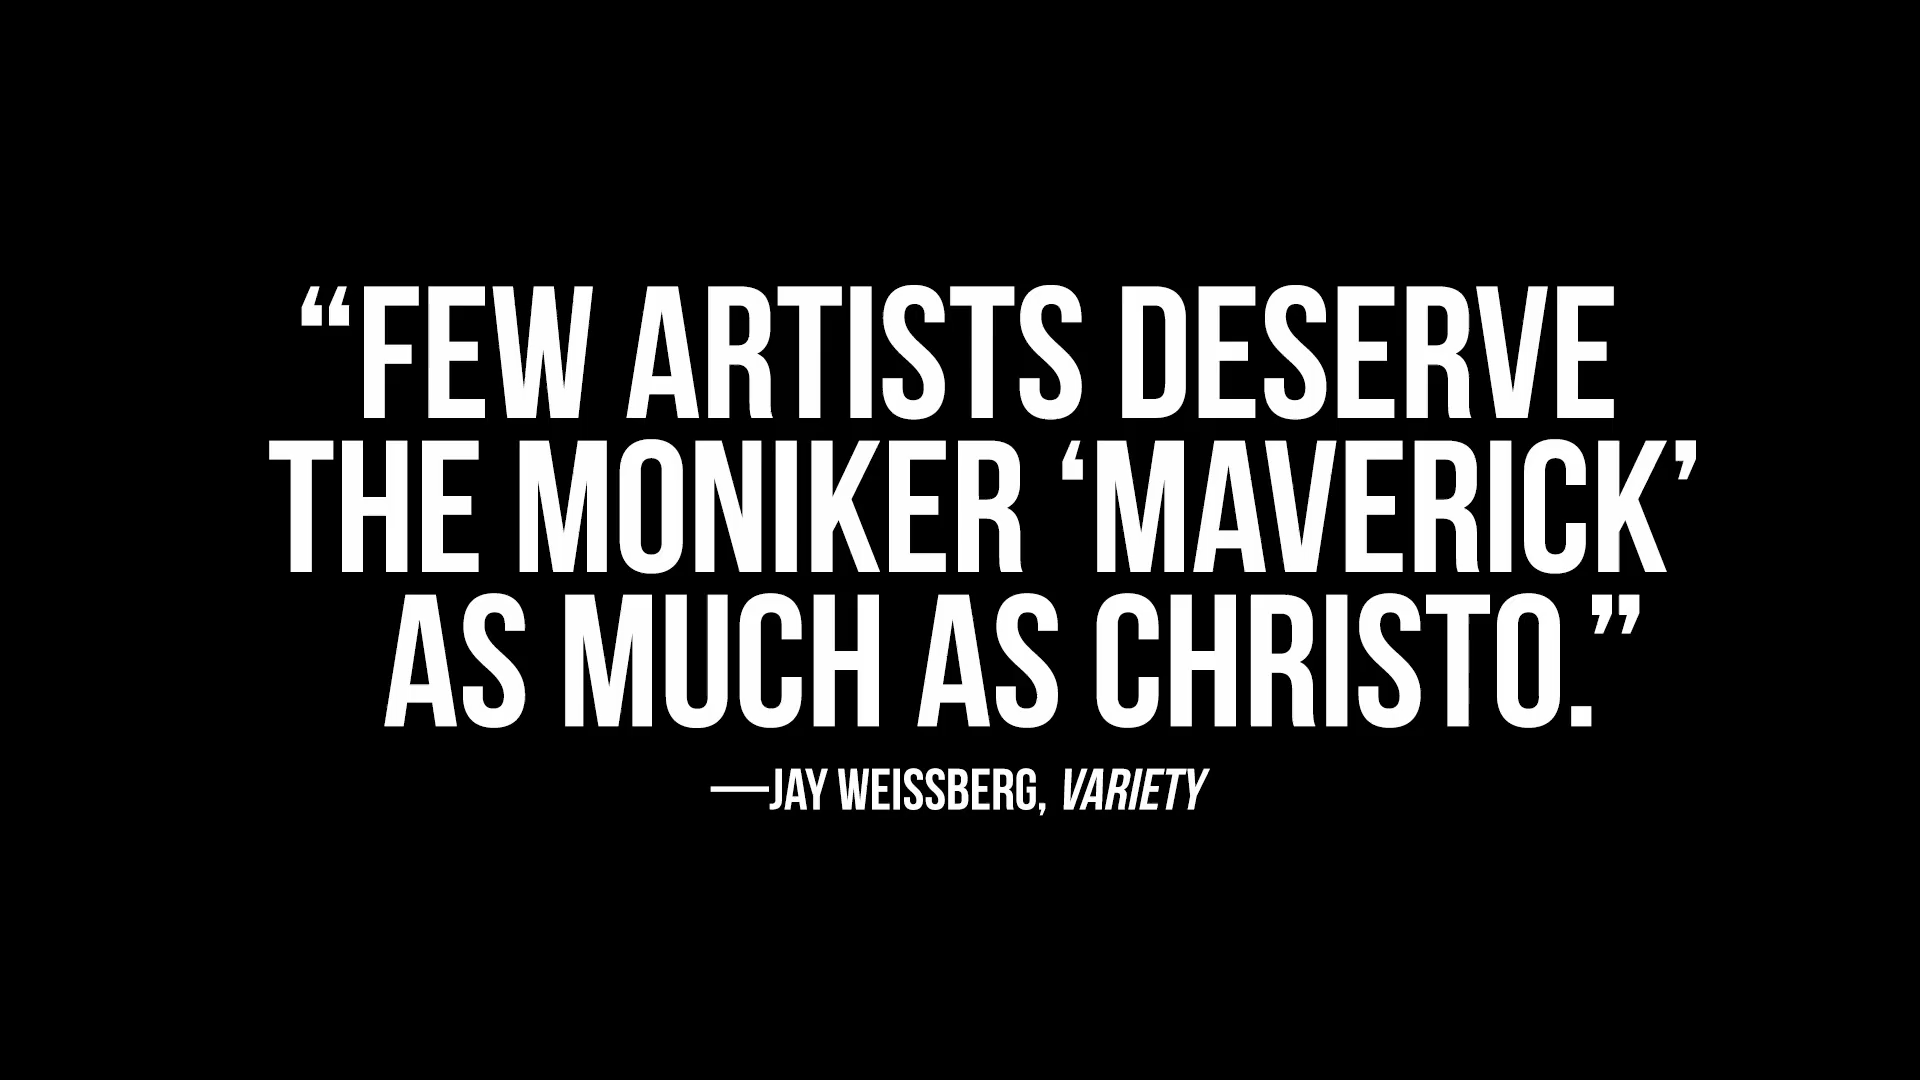 “FEW ARTISTS DESERVE
THE MONIKER ‘MAVERICK’
AS MUCH AS CHRISTO.”
—JAY WEISSBERG, VARIETY